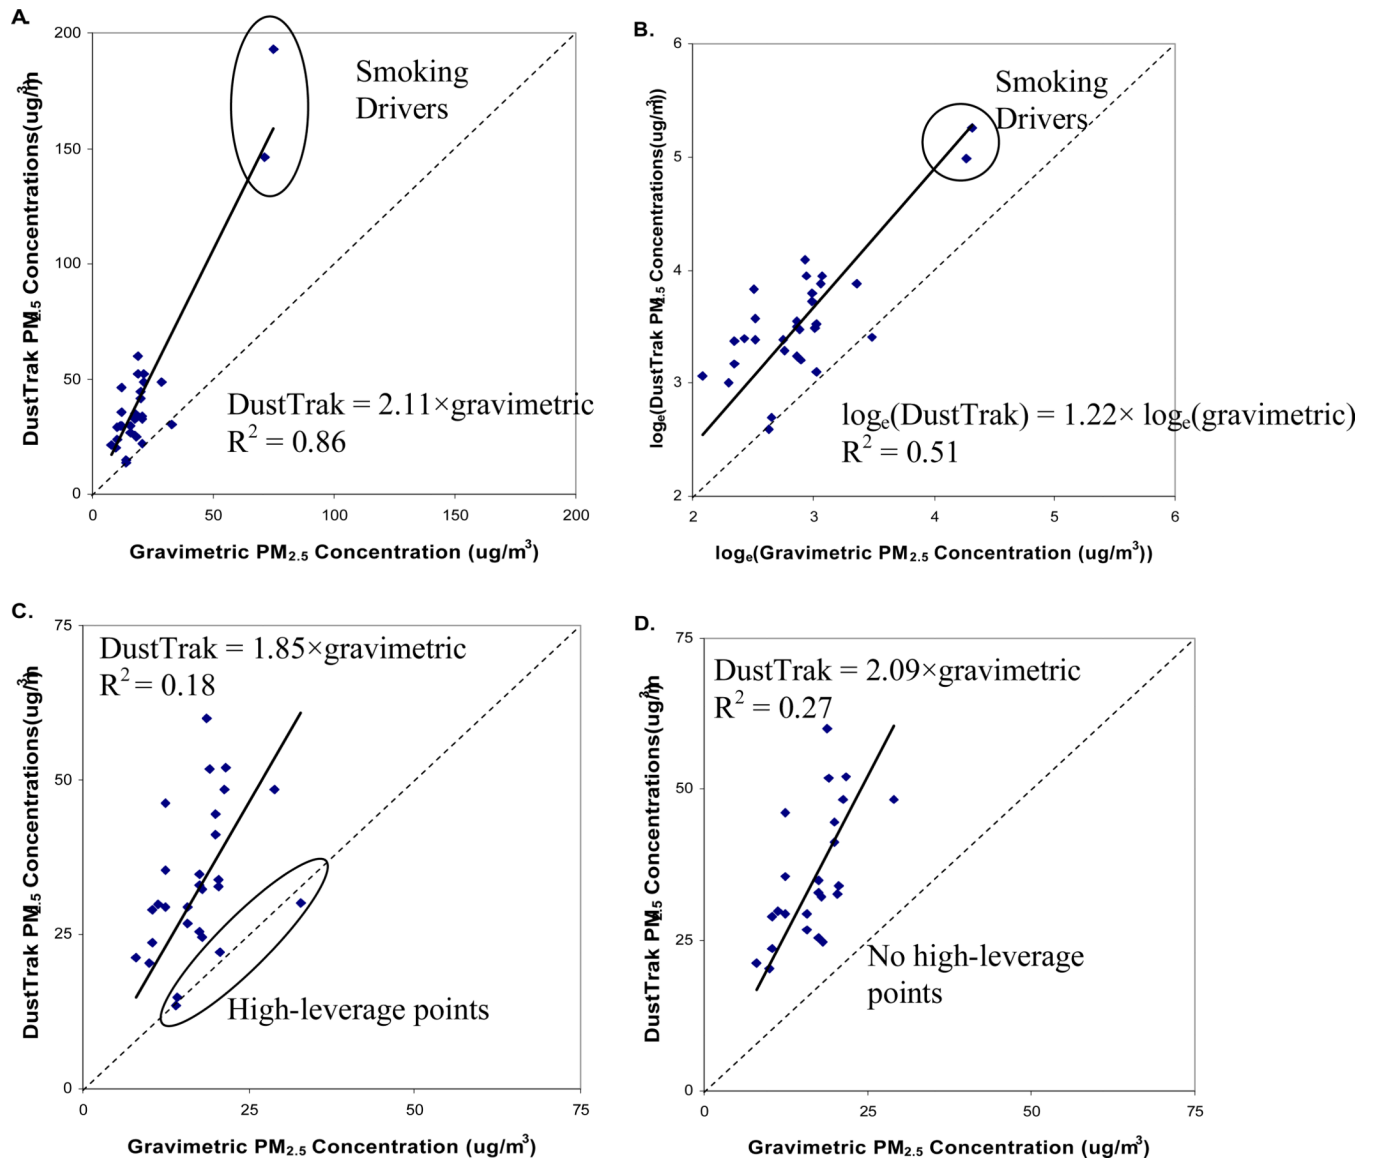 A.
200
150
100
50
0
0 50 100 150 200
DustTrak PM2.5 Concentrations(ug/m3)
Smoking
Drivers
DustTrak = 2.11×gravimetric
R2 = 0.86
Gravimetric PM2.5 Concentration (ug/m3)
B.
6
5
4
3
2
2 3 4 5 6
loge(DustTrak PM2.5 Concentrations(ug/m3))
Smoking
Drivers
loge(DustTrak) = 1.22× loge(gravimetric)
R2 = 0.51
loge(Gravimetric PM2.5 Concentration (ug/m3))
C.
75
50
25
0
0 25 50 75
DustTrak PM2.5 Concentrations(ug/m3)
DustTrak = 1.85×gravimetric
R2 = 0.18
High-leverage points
Gravimetric PM2.5 Concentration (ug/m3)
D.
75
50
25
0
0 25 50 75
DustTrak PM2.5 Concentrations(ug/m3)
DustTrak = 2.09×gravimetric
R2 = 0.27
No high-leverage
points
Gravimetric PM2.5 Concentration (ug/m3)